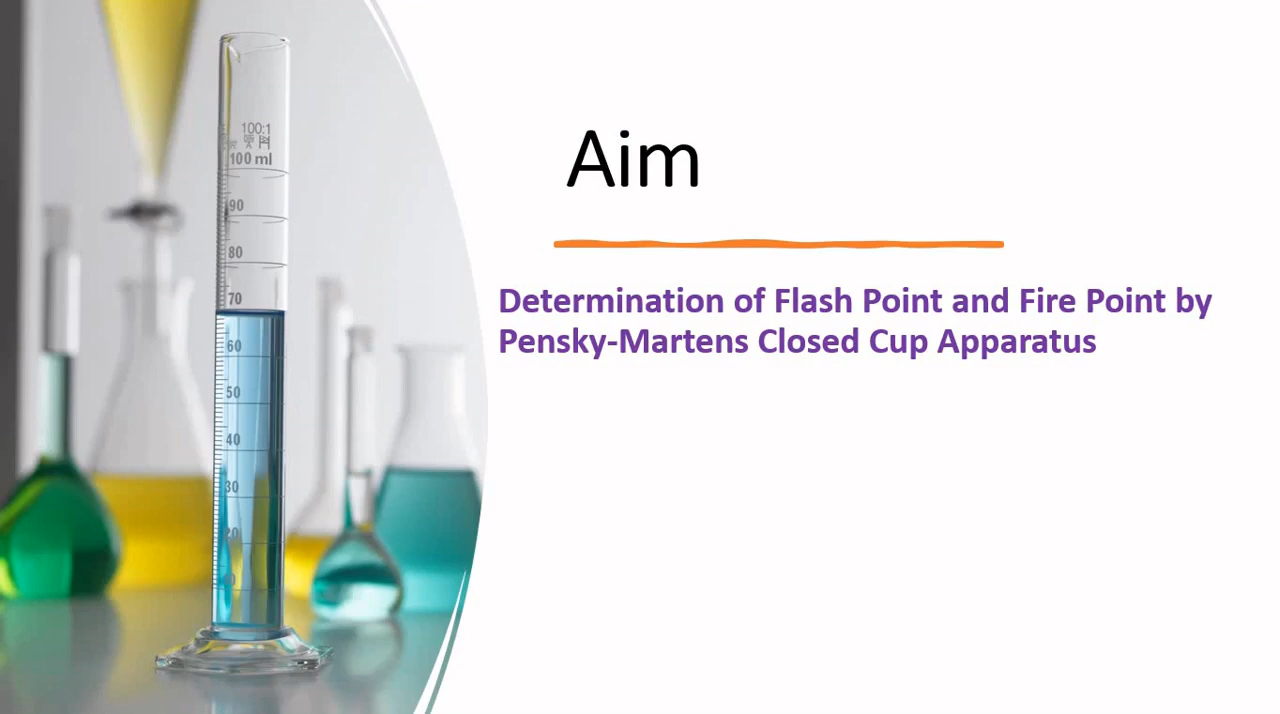 Aim
Determination of Flash Point and Fire Point by
Pensky-Martens Closed Cup Apparatus
100:1
100 ml
90
80
70
60
50
40
30
20